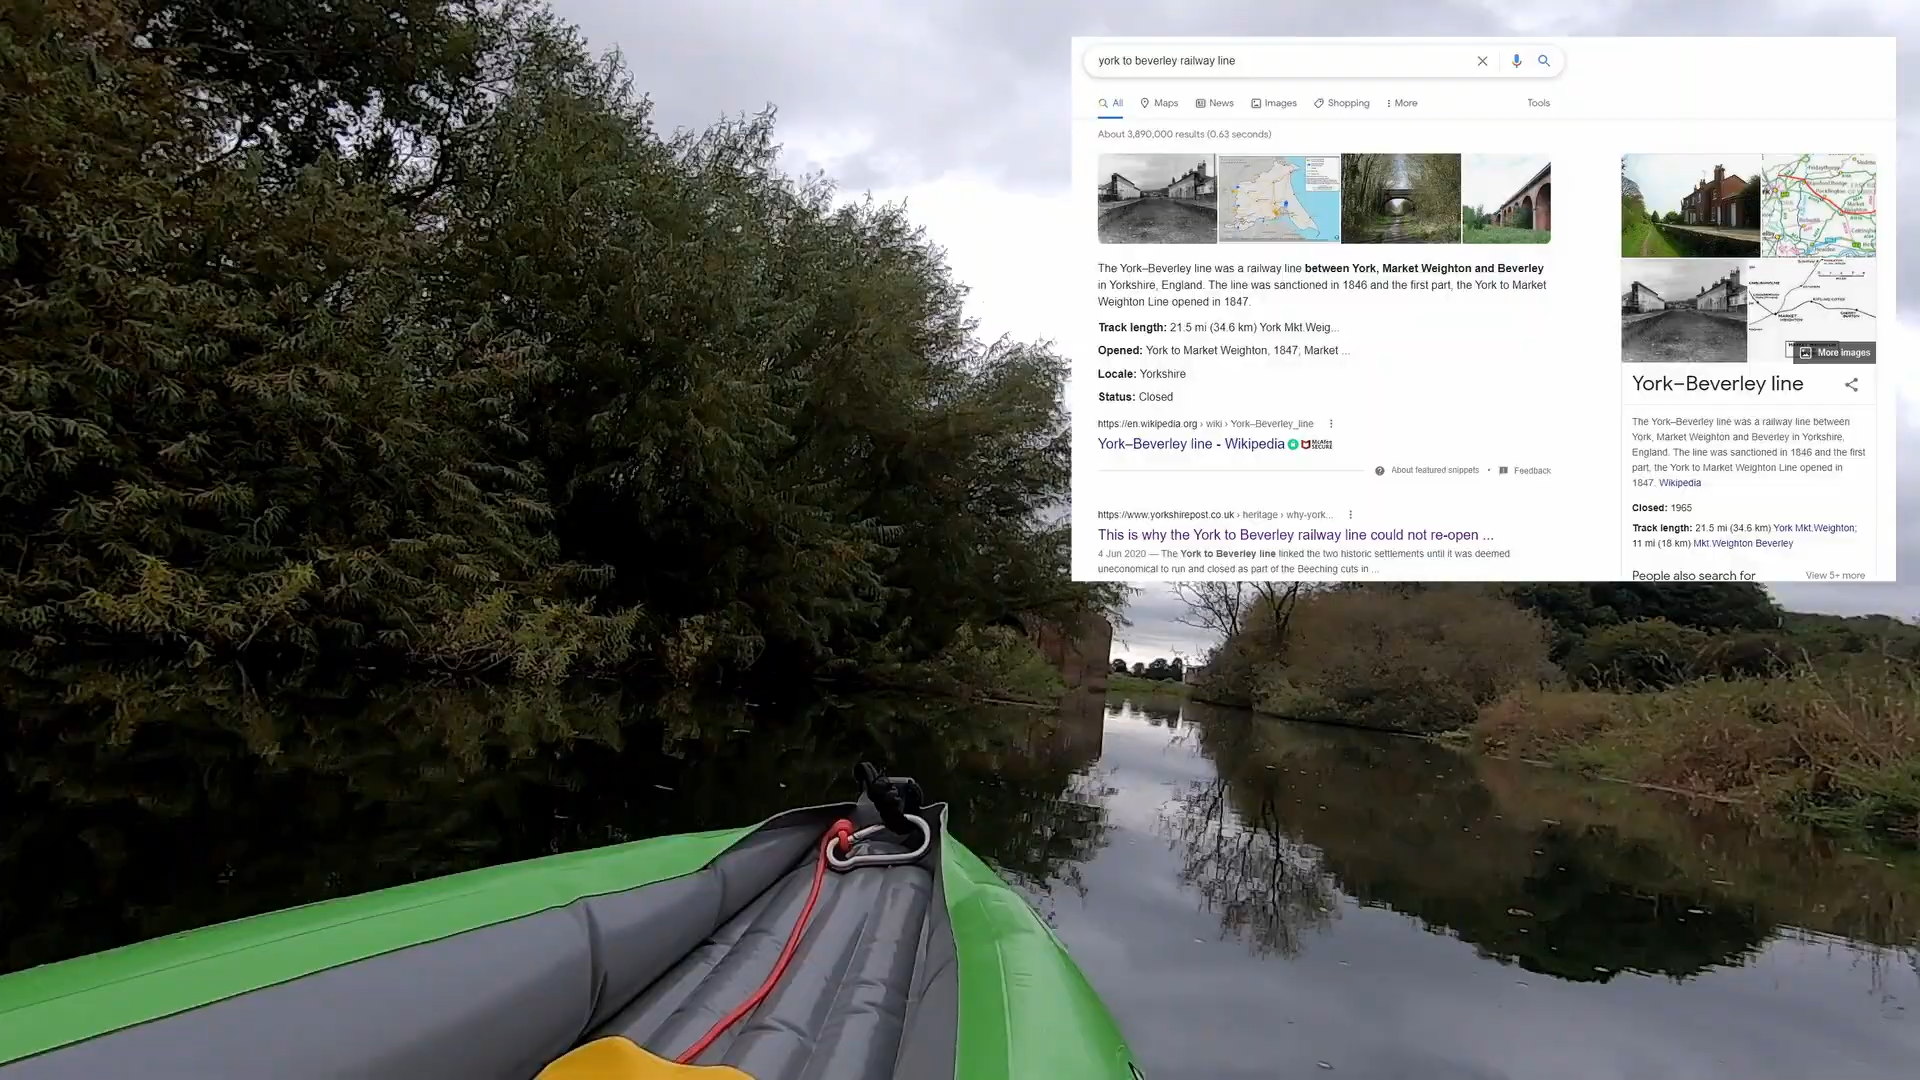 york to beverley railway line
All Maps News Images Shopping More Tools
About 3,890,000 results (0.63 seconds)
The York–Beverley line was a railway line between York, Market Weighton and Beverley
in Yorkshire, England. The line was sanctioned in 1846 and the first part, the York to Market
Weighton Line opened in 1847.
Track length: 21.5 mi (34.6 km) York Mkt.Weig...
Opened: York to Market Weighton, 1847; Market ...
Locale: Yorkshire
Status: Closed
https://en.wikipedia.org › wiki › York–Beverley_line
York–Beverley line - Wikipedia
McAfee
SECURE
About featured snippets • Feedback
https://www.yorkshirepost.co.uk › heritage › why-york...
This is why the York to Beverley railway line could not re-open ...
4 Jun 2020 — The York to Beverley line linked the two historic settlements until it was deemed
uneconomical to run and closed as part of the Beeching cuts in ...
MARKET
WEIGHTON
More images
York–Beverley line
The York–Beverley line was a railway line between
York, Market Weighton and Beverley in Yorkshire,
England. The line was sanctioned in 1846 and the first
part, the York to Market Weighton Line opened in
1847. Wikipedia
Closed: 1965
Track length: 21.5 mi (34.6 km) York Mkt.Weighton;
11 mi (18 km) Mkt.Weighton Beverley
People also search for
View 5+ more